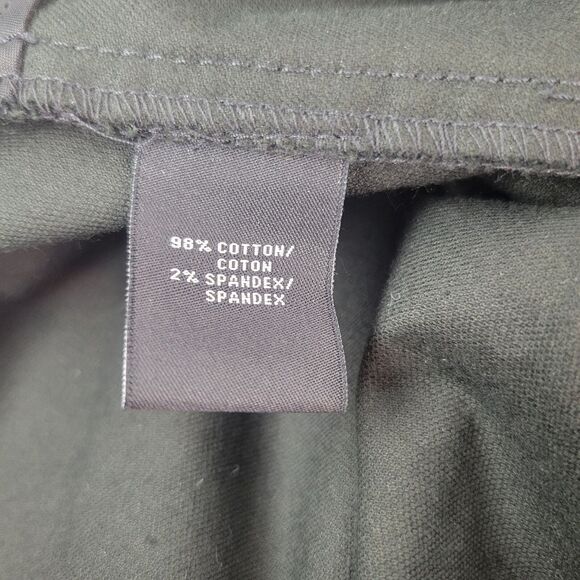 98% COTTON/
COTON
2% SPANDEX/
SPANDEX